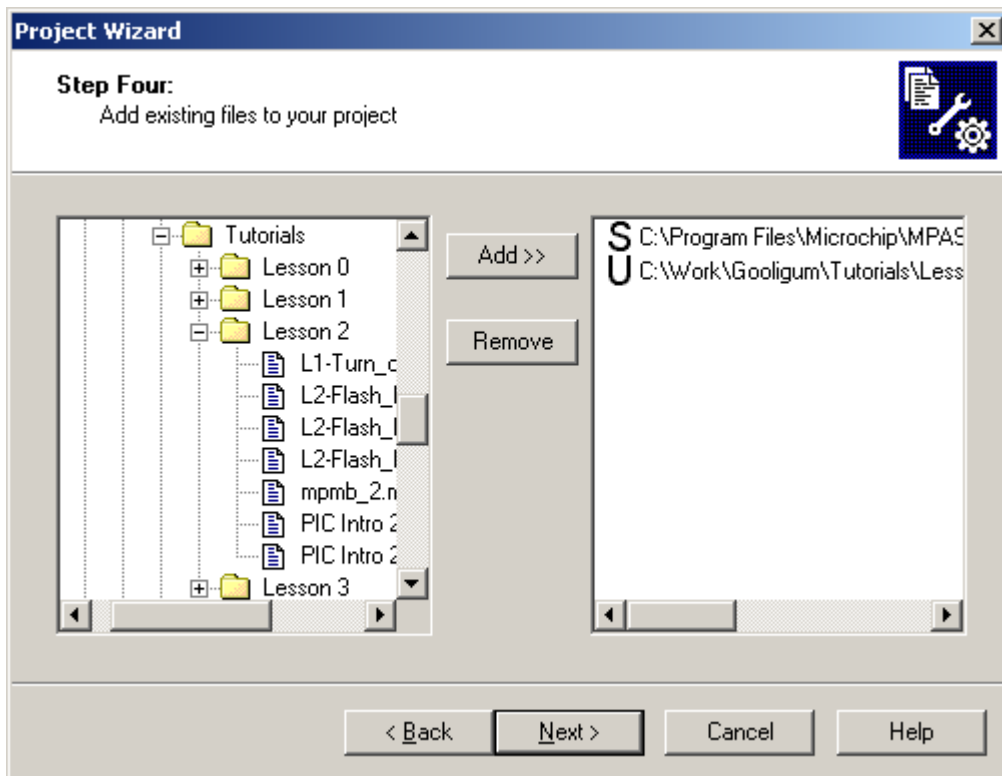 Project Wizard
Step Four:
Add existing files to your project
Tutorials
Lesson 0
Lesson 1
Lesson 2
L1-Turn_
L2-Flash_
L2-Flash_
L2-Flash_
mpmb_2.
PIC Intro 2
PIC Intro 2
Lesson 3
Add >>
Remove
S C:\Program Files\Microchip\MPAS
U C:\Work\Gooligum\Tutorials\Less
< Back
Next >
Cancel
Help